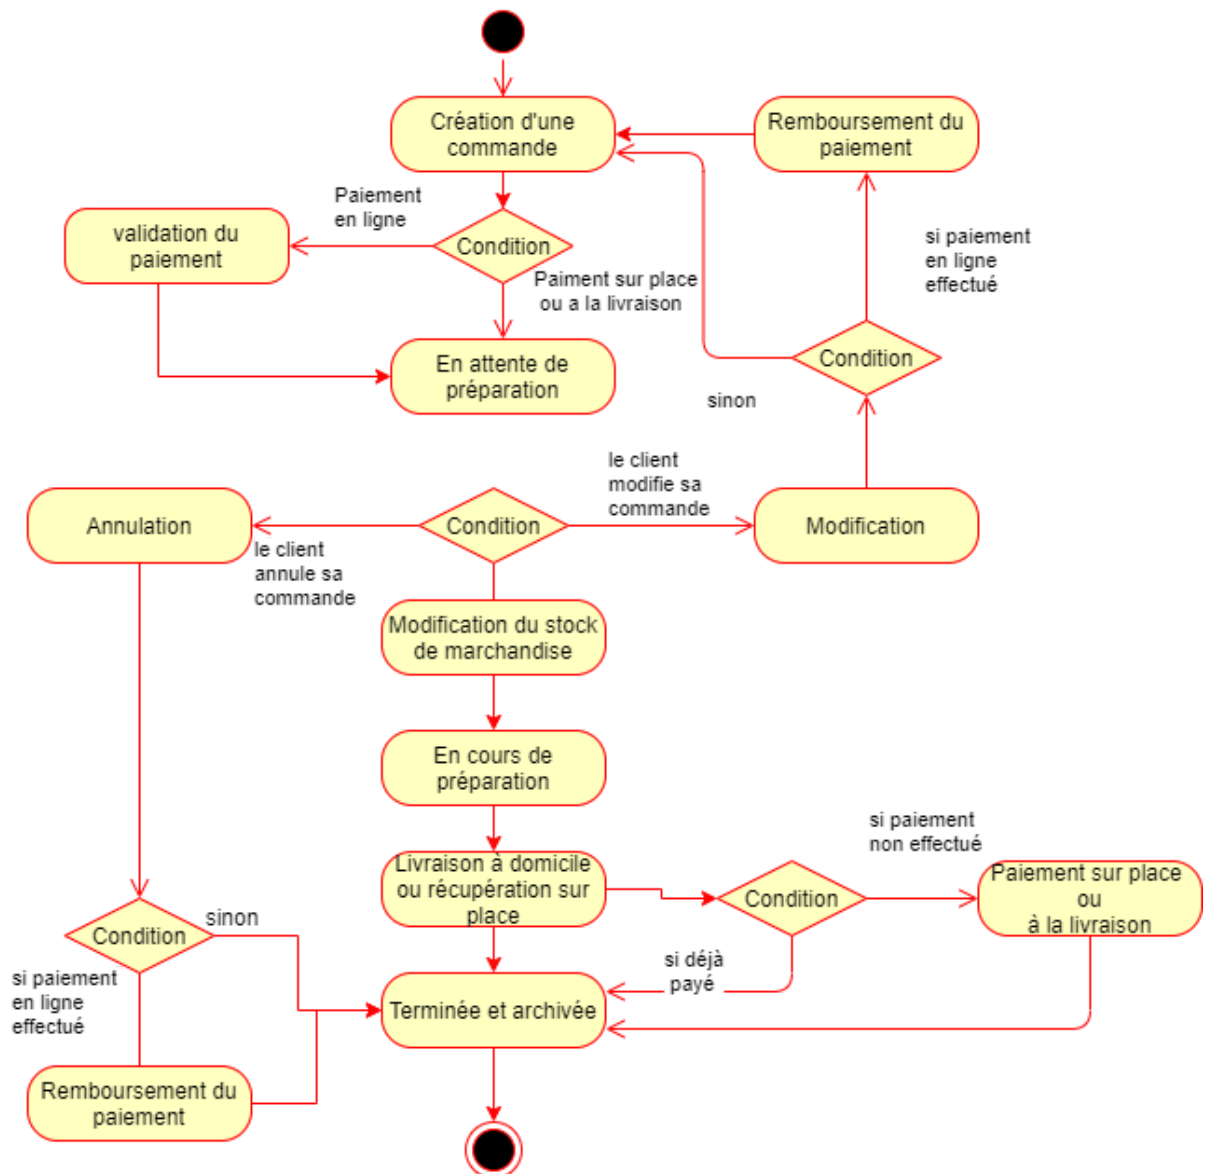 Création d'une
commande
Remboursement du
paiement
Paiement
en ligne
validation du
paiement
Condition
si paiement
en ligne
effectué
Paiment sur place
ou a la livraison
En attente de
préparation
Condition
sinon
le client
modifie sa
commande
Annulation
Condition
Modification
le client
annule sa
commande
Modification du stock
de marchandise
En cours de
préparation
si paiement
non effectué
Livraison à domicile
ou récupération sur
place
Condition
Paiement sur place
ou
à la livraison
sinon
Condition
si déjà
payé
si paiement
en ligne
effectué
Terminée et archivée
Remboursement du
paiement